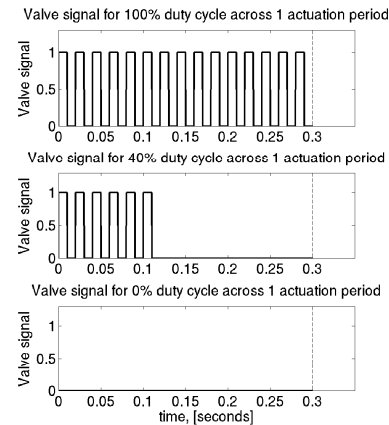 Valve signal for 100% duty cycle across 1 actuation period
Valve signal
1
0.5
0
0 0.05 0.1 0.15 0.2 0.25 0.3
Valve signal for 40% duty cycle across 1 actuation period
Valve signal
1
0.5
0
0 0.05 0.1 0.15 0.2 0.25 0.3
Valve signal for 0% duty cycle across 1 actuation period
Valve signal
1
0.5
0
0 0.05 0.1 0.15 0.2 0.25 0.3
time, [seconds]